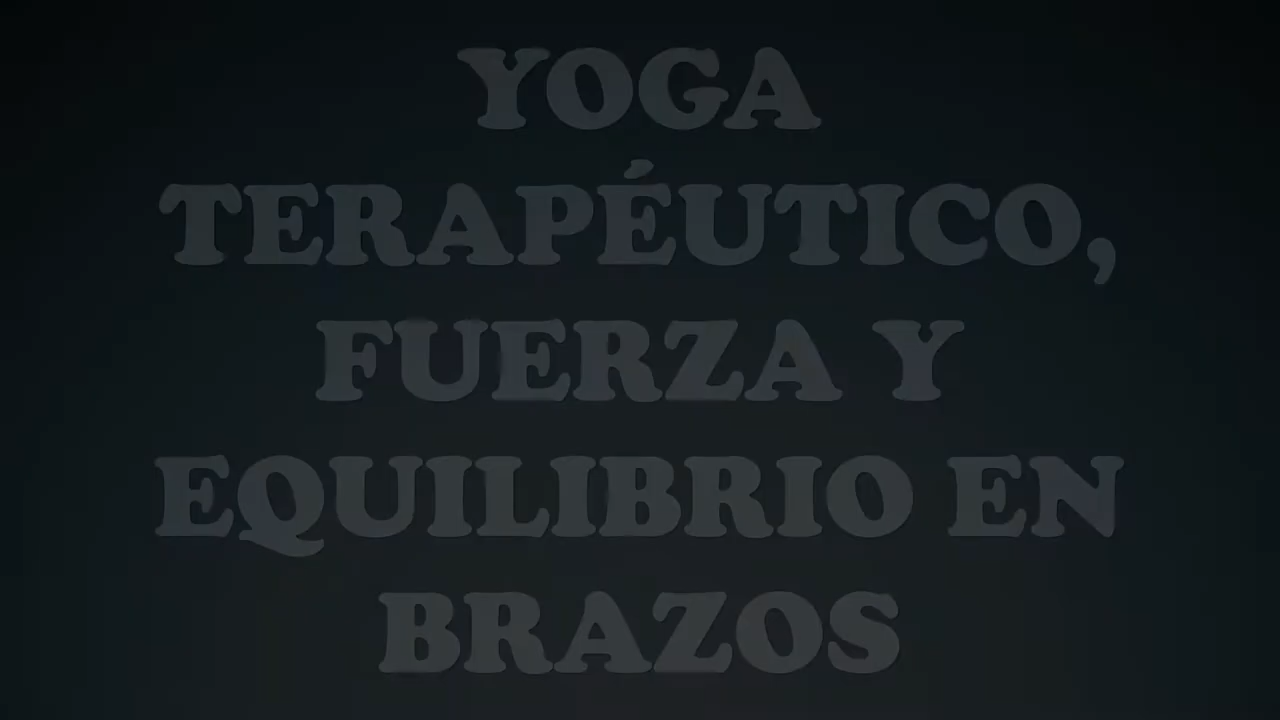 YOGA
TERAPÉUTICO,
FUERZA Y
EQUILIBRIO EN
BRAZOS